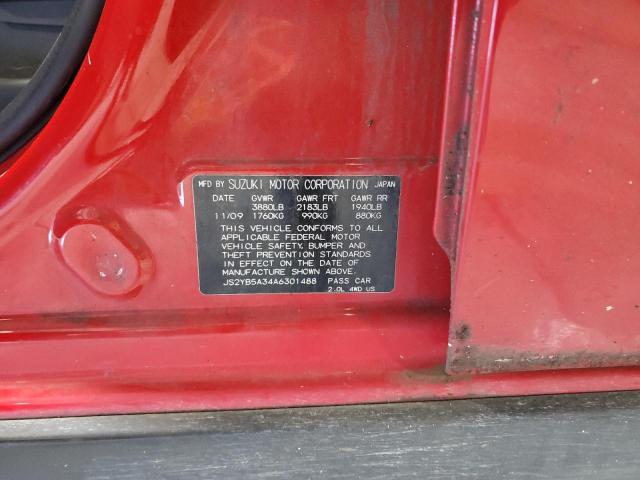 MFD BY SUZUKI MOTOR CORPORATION JAPAN
DATE GVWR GAWR FRT GAWR RR
3880LB 2183LB 1940LB
11/09 1760KG 990KG 880KG
THIS VEHICLE CONFORMS TO ALL
APPLICABLE FEDERAL MOTOR
VEHICLE SAFETY, BUMPER AND
THEFT PREVENTION STANDARDS
IN EFFECT ON THE DATE OF
MANUFACTURE SHOWN ABOVE.
JS2YB5A34A6301488 PASS CAR
2.0L 4WD US